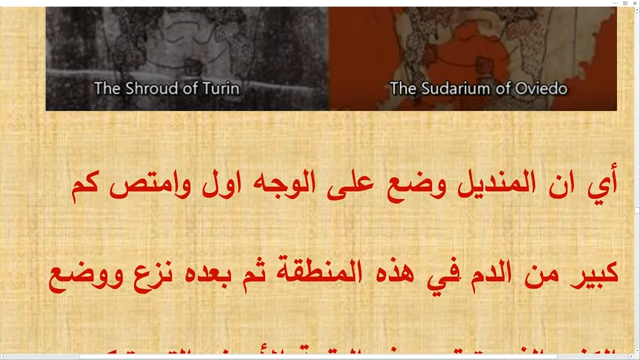 The Shroud of Turin
The Sudarium of Oviedo
أي ان المنديل وضع على الوجه اول وامتص كم
كبير من الدم في هذه المنطقة ثم بعده نزع ووضع